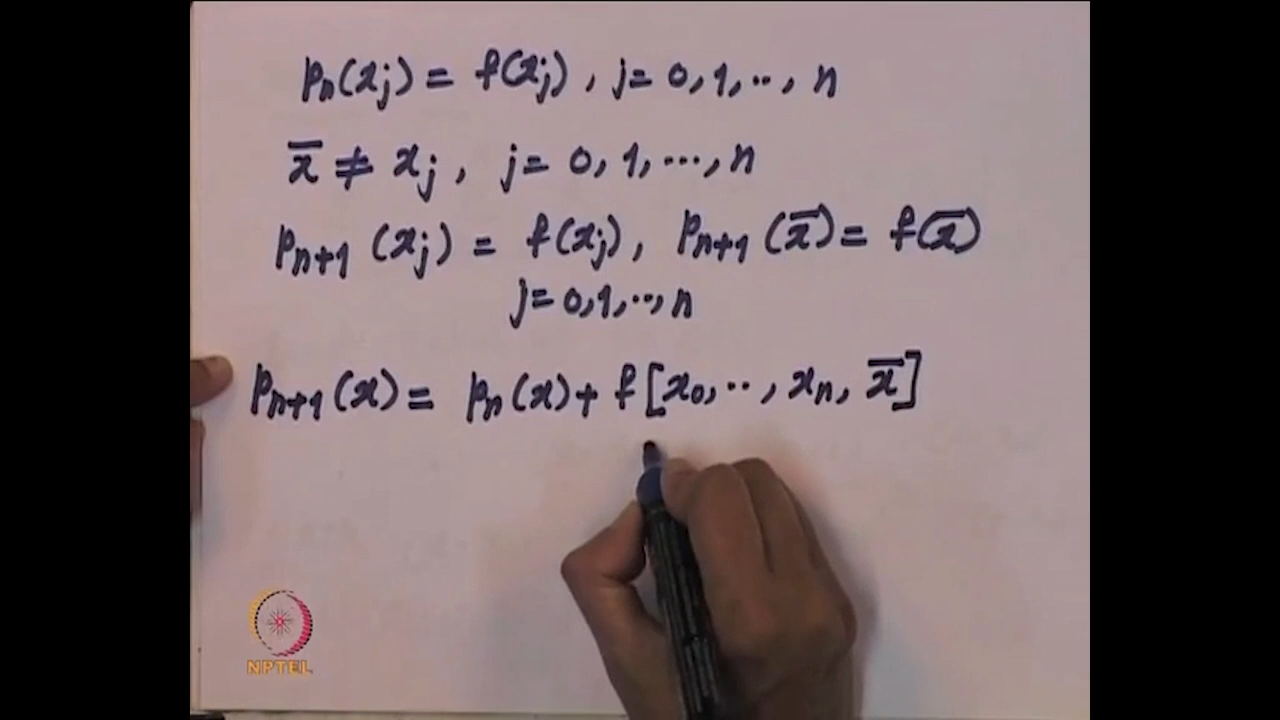 pₙ(xⱼ) = f(xⱼ), j = 0, 1, .., n
x̄ ≠ xⱼ, j = 0, 1, ..., n
pₙ₊₁(xⱼ) = f(xⱼ), pₙ₊₁(x̄) = f(x̄)
j = 0, 1, .., n
pₙ₊₁(x) = pₙ(x) + f[x₀, .., xₙ, x̄]
NPTEL